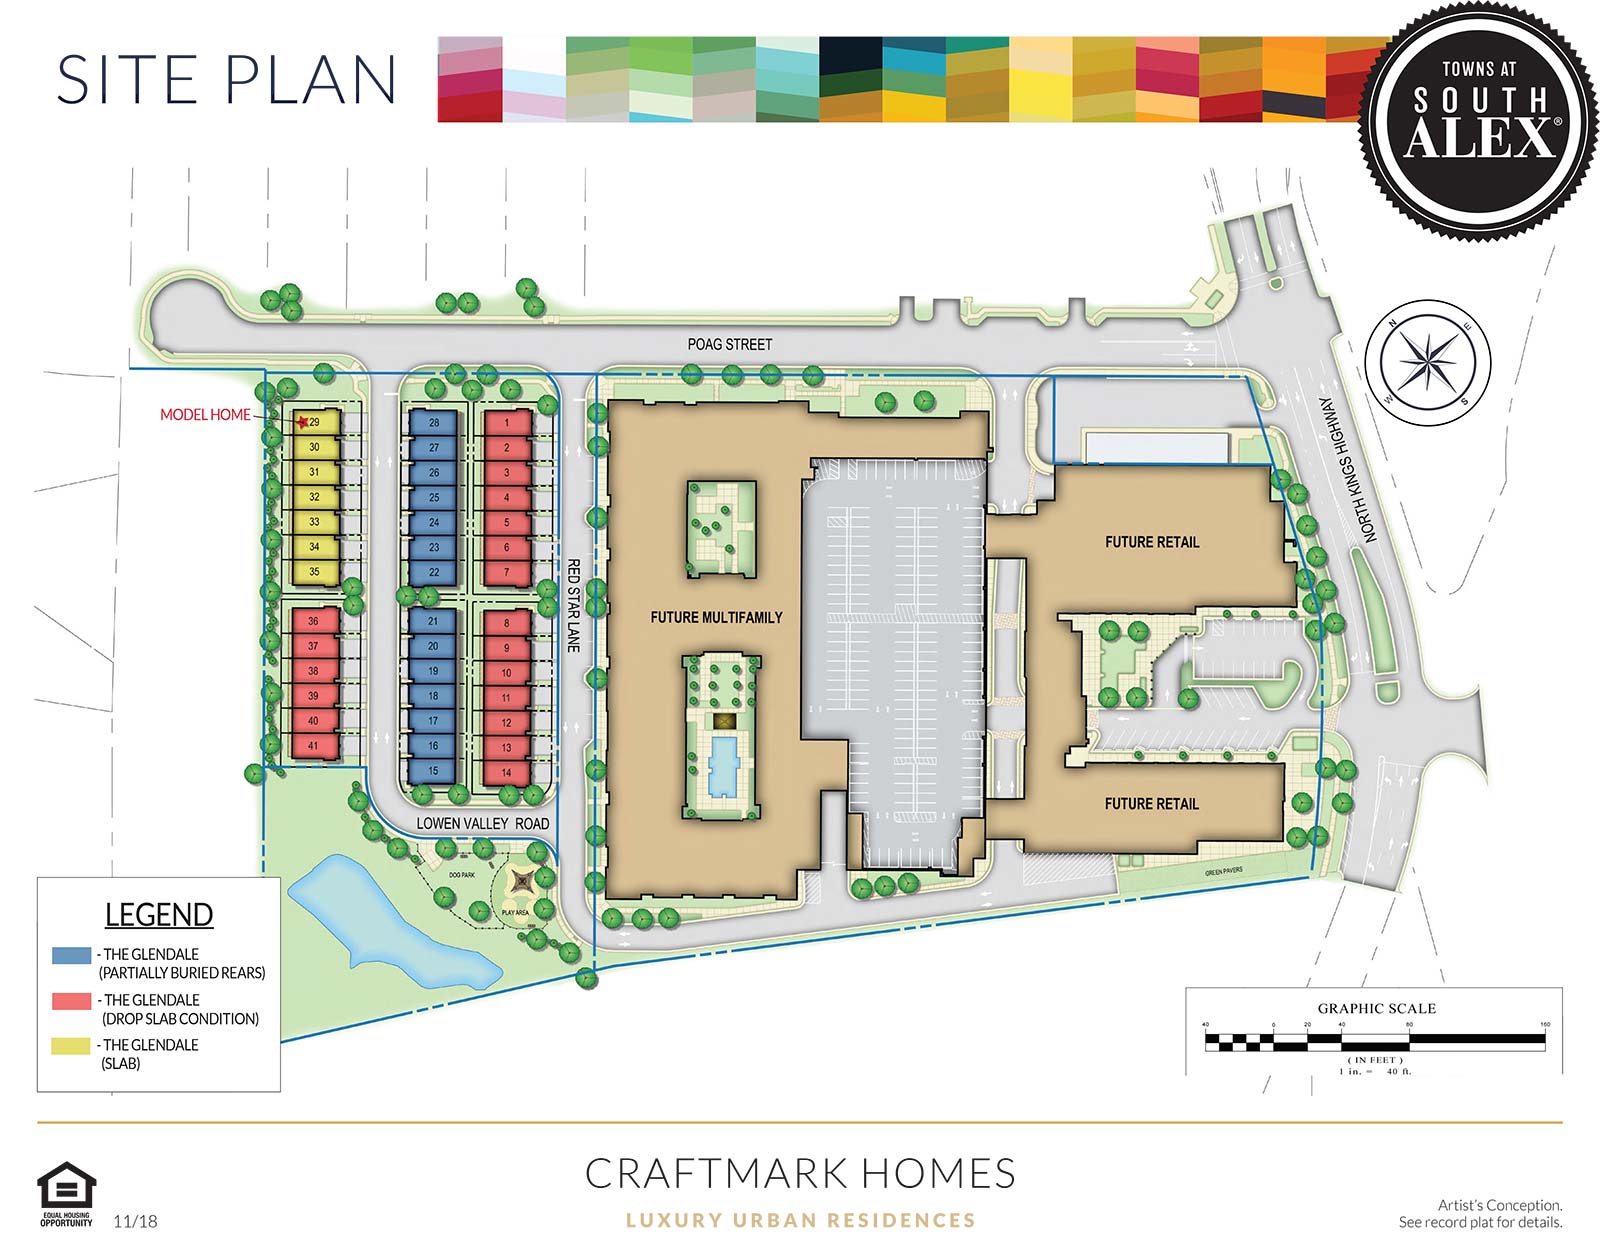 SITE PLAN
TOWNS AT
SOUTH
ALEX®
POAG STREET
MODEL HOME
29
30
31
32
33
34
35
36
37
38
39
40
41
28
27
26
25
24
23
22
21
20
19
18
17
16
15
1
2
3
4
5
6
7
8
9
10
11
12
13
14
RED STAR LANE
LOWEN VALLEY ROAD
DOG PARK
PLAY AREA
FUTURE MULTIFAMILY
FUTURE RETAIL
FUTURE RETAIL
GREEN PAVERS
NORTH KINGS HIGHWAY
N
E
S
W
LEGEND
- THE GLENDALE
(PARTIALLY BURIED REARS)
- THE GLENDALE
(DROP SLAB CONDITION)
- THE GLENDALE
(SLAB)
GRAPHIC SCALE
40 0 20 40 80 160
( IN FEET )
1 in. = 40 ft.
CRAFTMARK HOMES
LUXURY URBAN RESIDENCES
EQUAL HOUSING
OPPORTUNITY
11/18
Artist's Conception.
See record plat for details.